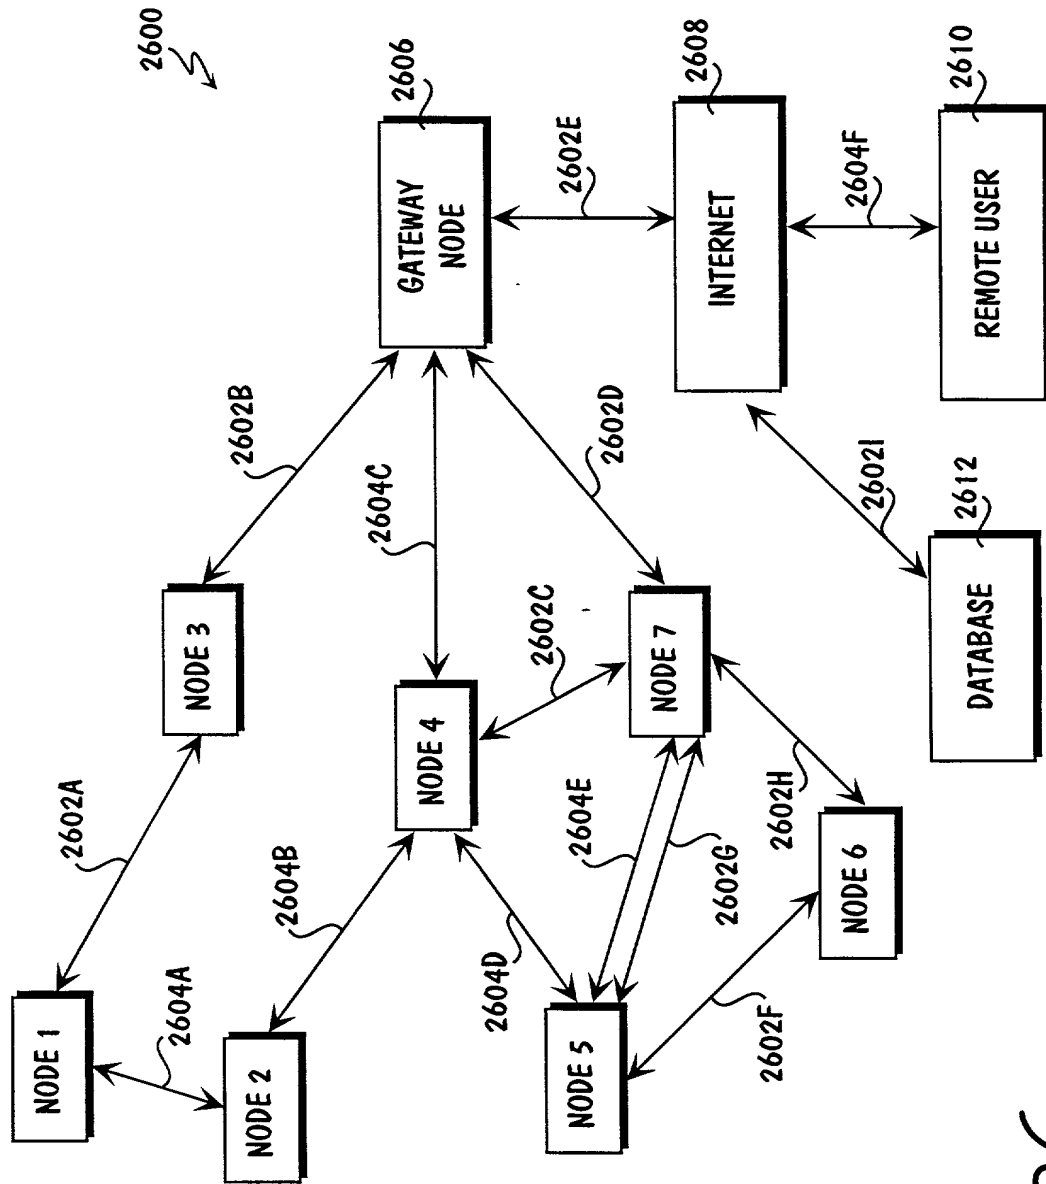 2600
NODE 1
2602A
NODE 3
2602B
GATEWAY
NODE
2606
2604A
NODE 2
2604B
NODE 4
2604C
2602E
2604D
2602C
2602D
NODE 5
2604E
NODE 7
INTERNET
2608
2602G
2602F
2602H
2602I
2604F
NODE 6
DATABASE
2612
REMOTE USER
2610